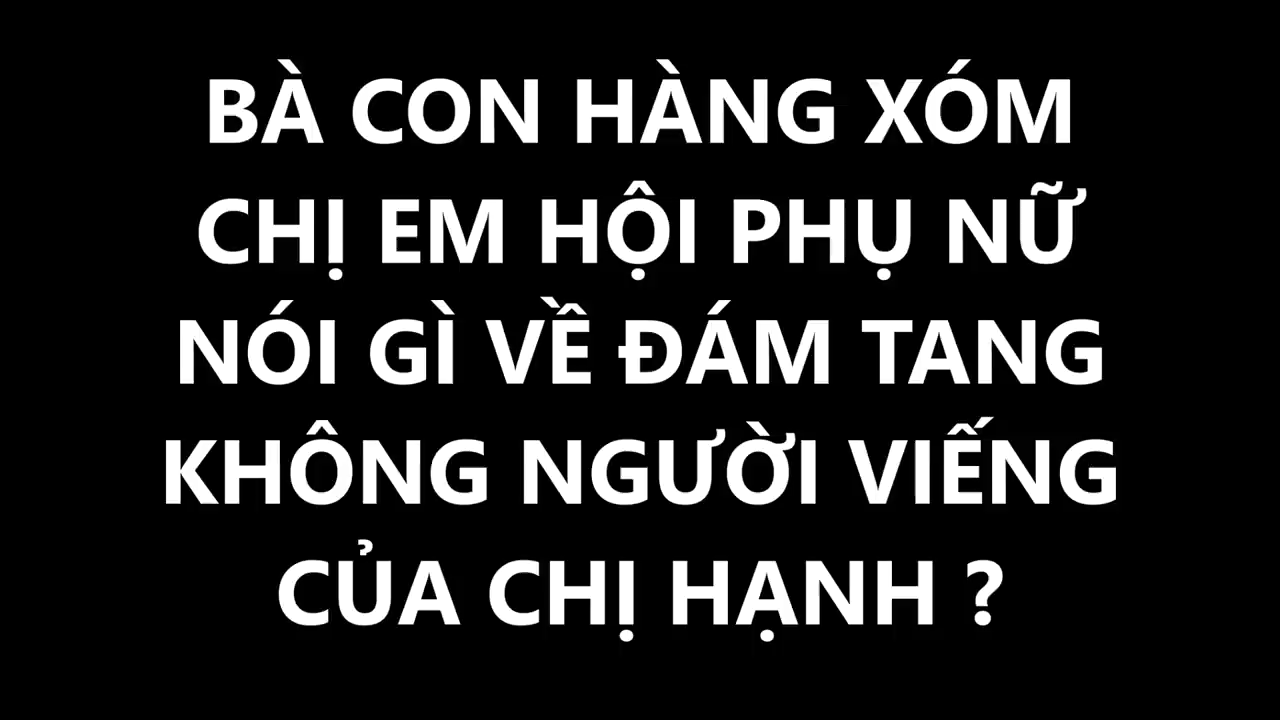 BÀ CON HÀNG XÓM
CHỊ EM HỘI PHỤ NỮ
NÓI GÌ VỀ ĐÁM TANG
KHÔNG NGƯỜI VIẾNG
CỦA CHỊ HẠNH ?